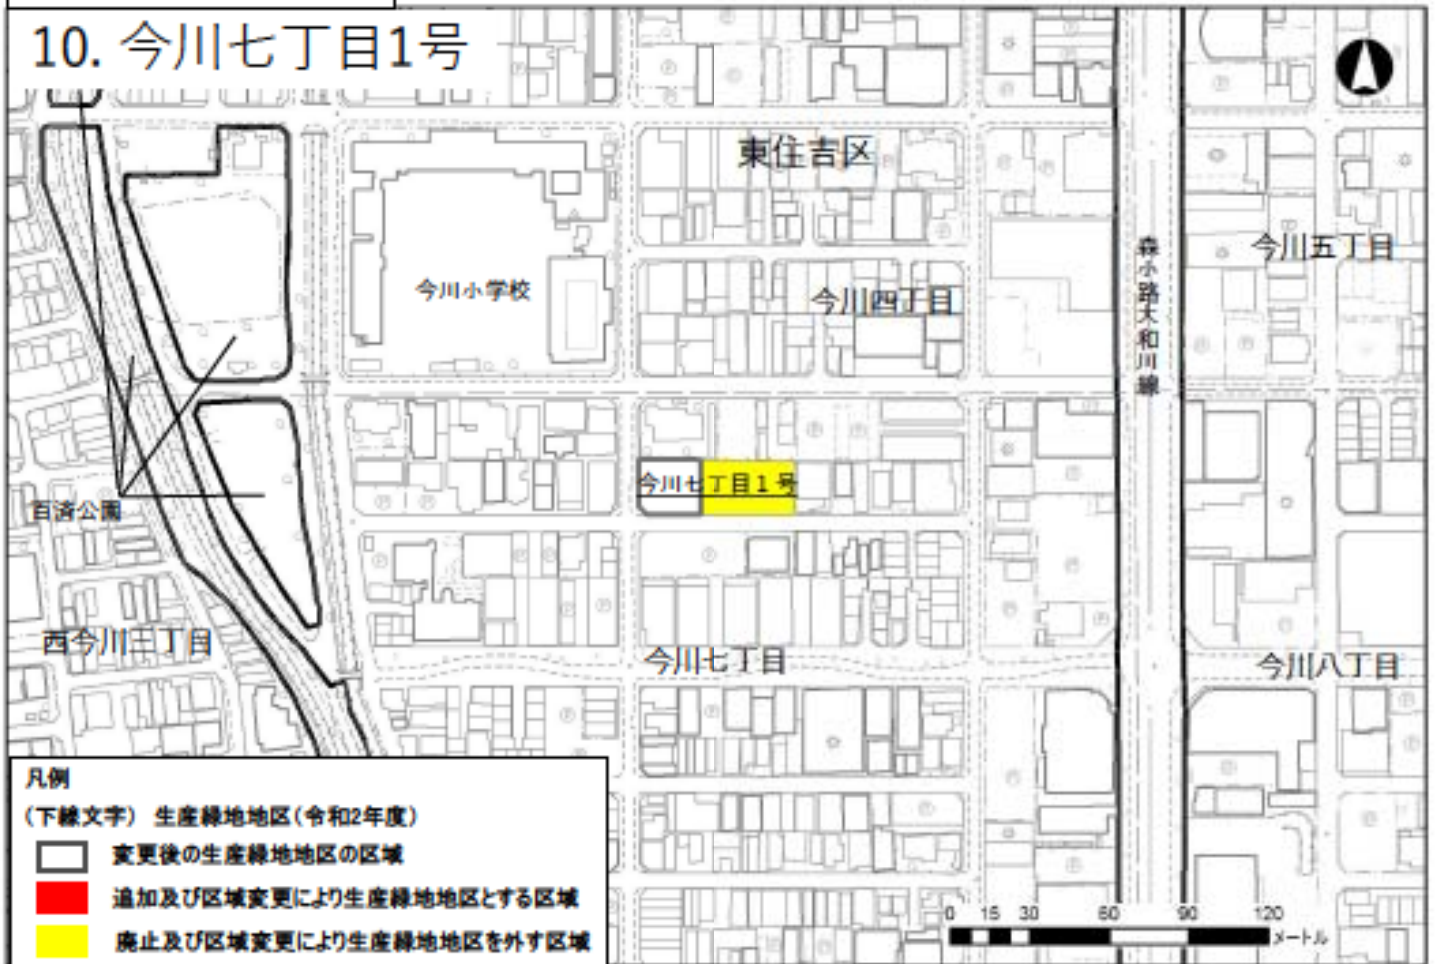 10. 今川七丁目1号
東住吉区
今川五丁目
今川小学校
今川四丁目
森小路大和川線
今川七丁目1号
百済公園
西今川三丁目
今川七丁目
今川八丁目
凡例
(下線文字) 生産緑地地区(令和2年度)
変更後の生産緑地地区の区域
追加及び区域変更により生産緑地地区とする区域
廃止及び区域変更により生産緑地地区を外す区域
0 15 30 60 90 120
メートル